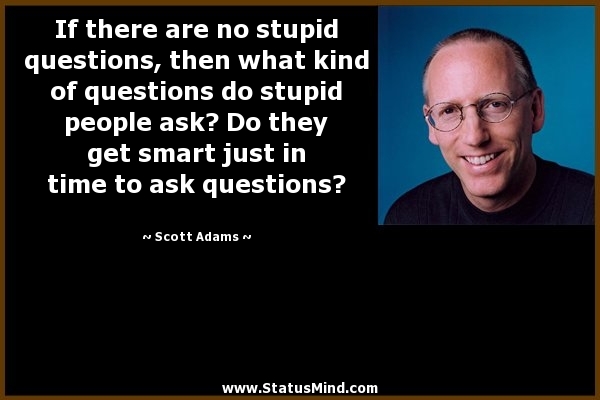 If there are no stupid
questions, then what kind
of questions do stupid
people ask? Do they
get smart just in
time to ask questions?
~ Scott Adams ~
www.StatusMind.com